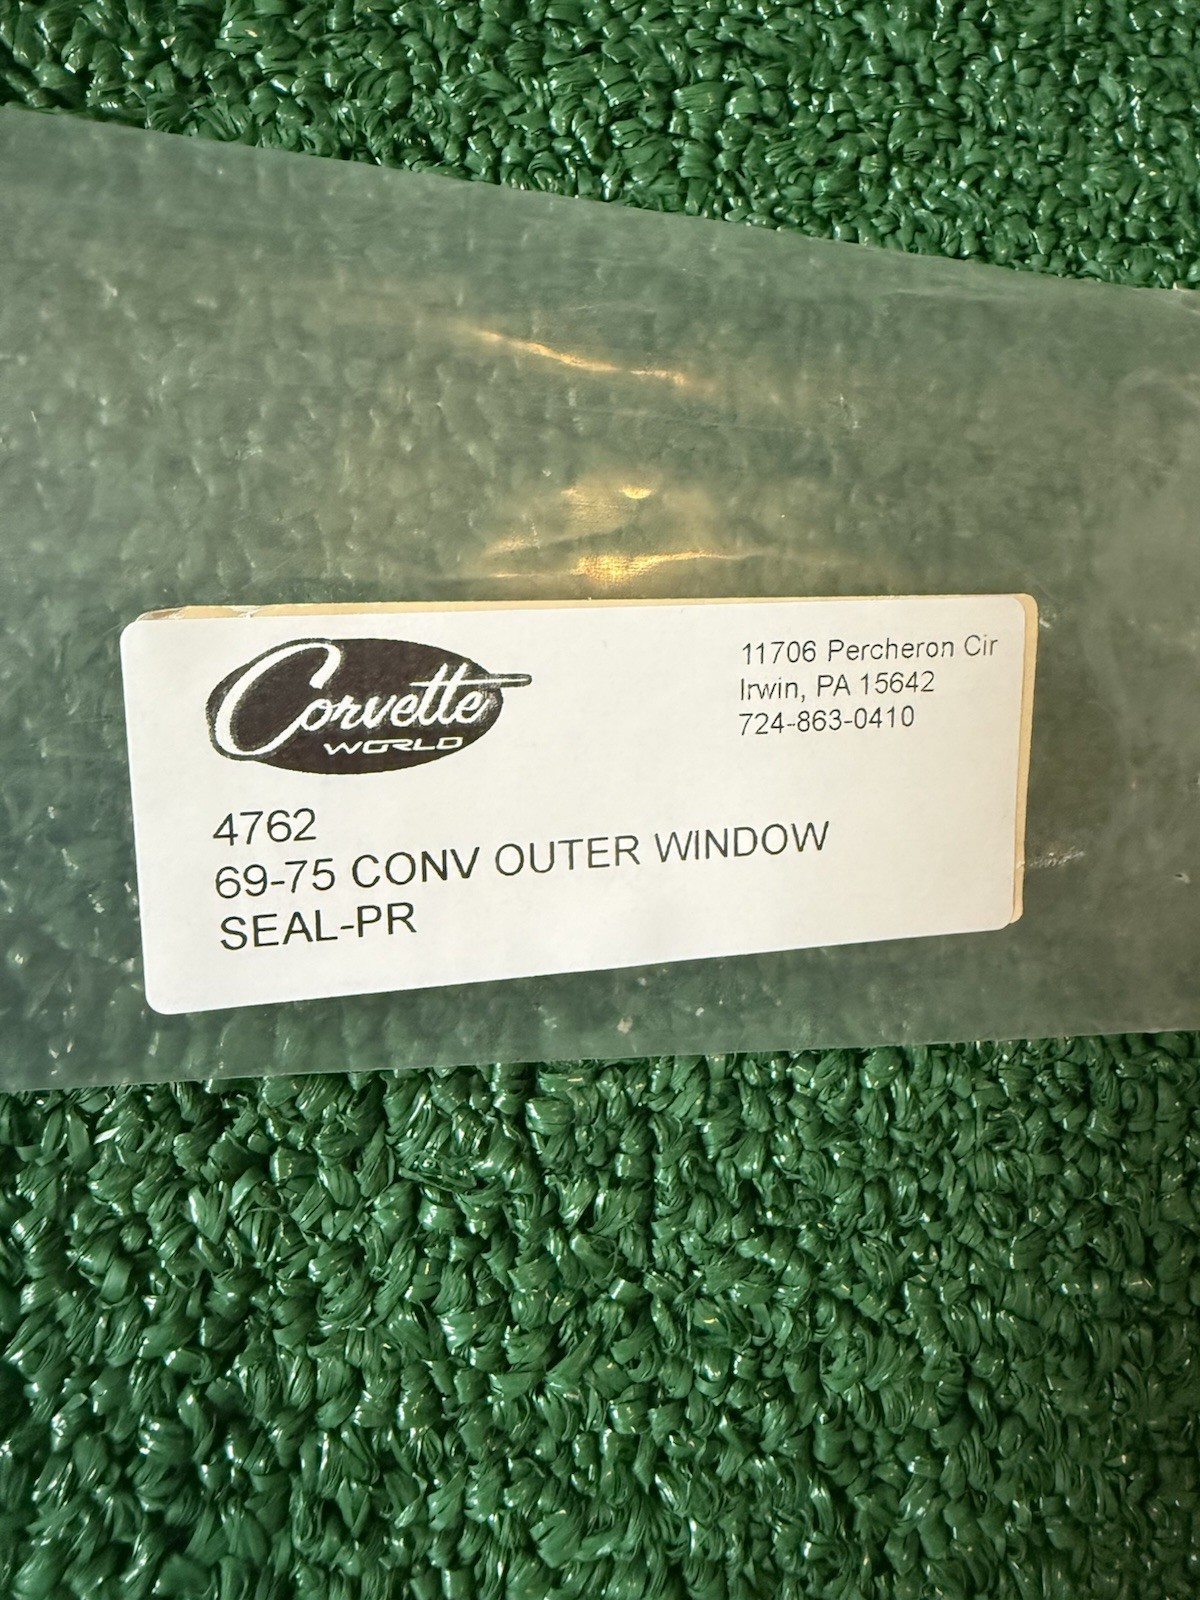 Corvette
WORLD
11706 Percheron Cir
Irwin, PA 15642
724-863-0410
4762
69-75 CONV OUTER WINDOW
SEAL-PR